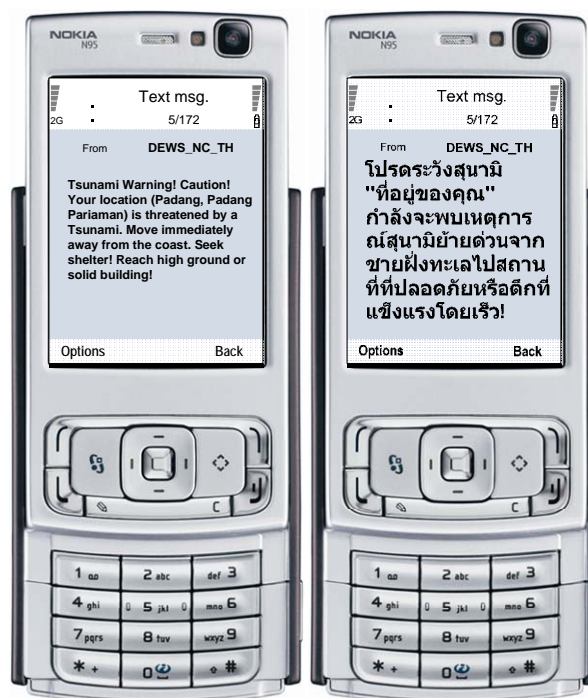 NOKIA
N95
Text msg.
2G
5/172
From DEWS_NC_TH
Tsunami Warning! Caution!
Your location (Padang, Padang
Pariaman) is threatened by a
Tsunami. Move immediately
away from the coast. Seek
shelter! Reach high ground or
solid building!
Options Back
C
1 2 abc def 3
4 ghi 0 5 jkl 0 mno 6
7 pqrs 8 tuv wxyz 9
* + 0 #
NOKIA
N95
Text msg.
2G
5/172
From DEWS_NC_TH
โปรดระวังสุนามิ
"ที่อยู่ของคุณ"
กำลังจะพบเหตุการ
ณ์สุนามิย้ายด่วนจาก
ชายฝั่งทะเลไปสถาน
ที่ที่ปลอดภัยหรือตึกที่
แข็งแรงโดยเร็ว!
Options Back
C
1 2 abc def 3
4 ghi 0 5 jkl 0 mno 6
7 pqrs 8 tuv wxyz 9
* + 0 #